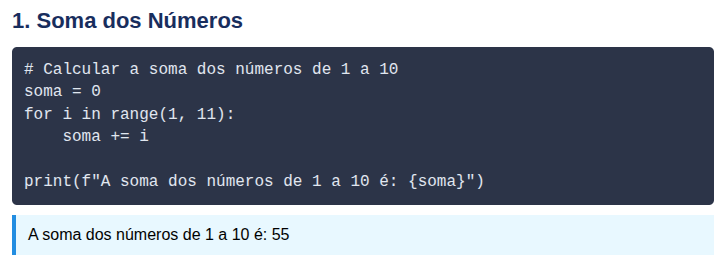 1. Soma dos Números
# Calcular a soma dos números de 1 a 10
soma = 0
for i in range(1, 11):
    soma += i
print(f"A soma dos números de 1 a 10 é: {soma}")
A soma dos números de 1 a 10 é: 55